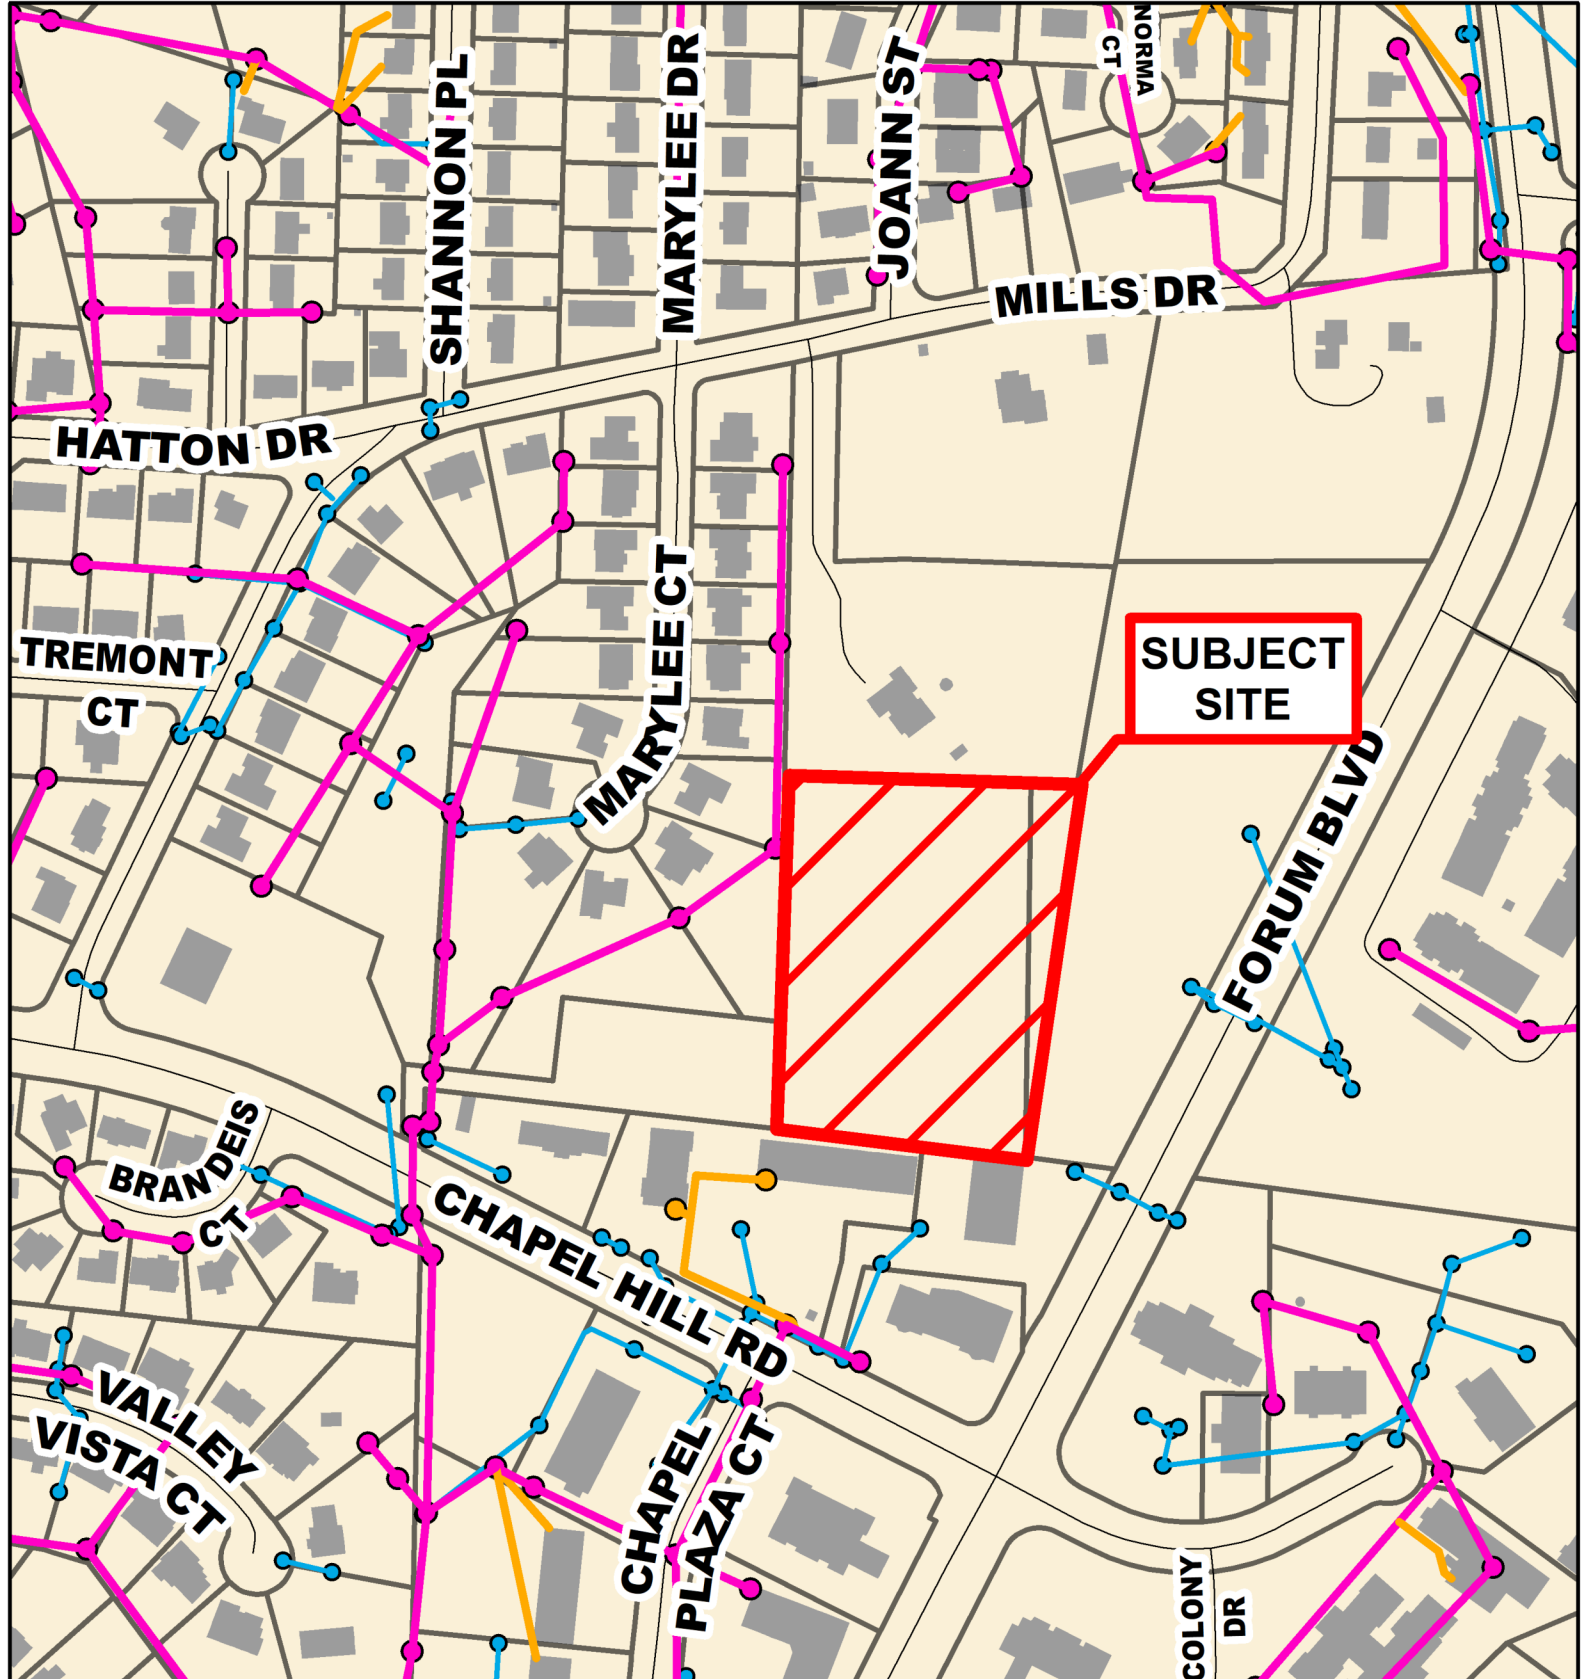 NORMA
CT
SHANNON PL
MARYLEE DR
JOANN ST
MILLS DR
HATTON DR
MARYLEE CT
TREMONT
CT
SUBJECT
SITE
FORUM BLVD
BRANDEIS
CT
CHAPEL HILL RD
VALLEY
VISTA CT
CHAPEL
PLAZA CT
COLONY
DR